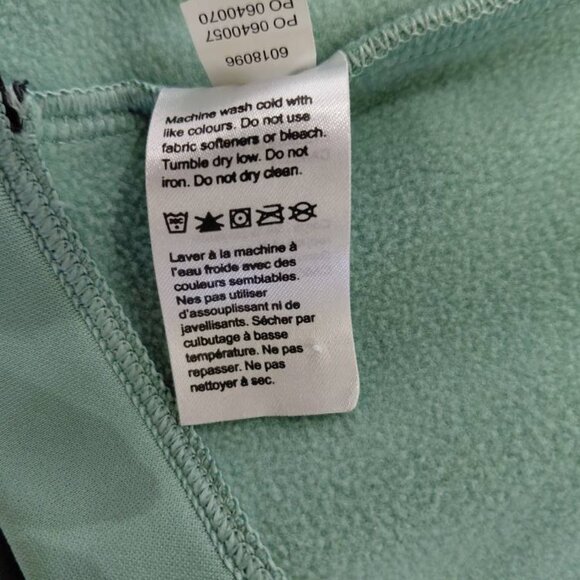 PO 0640070
PO 0640057
6018096
Machine wash cold with
like colours. Do not use
fabric softeners or bleach.
Tumble dry low. Do not
iron. Do not dry clean.
Laver à la machine à
l'eau froide avec des
couleurs semblables.
Nes pas utiliser
d'assouplissant ni de
javellisants. Sécher par
culbutage à basse
température. Ne pas
repasser. Ne pas
nettoyer à sec.